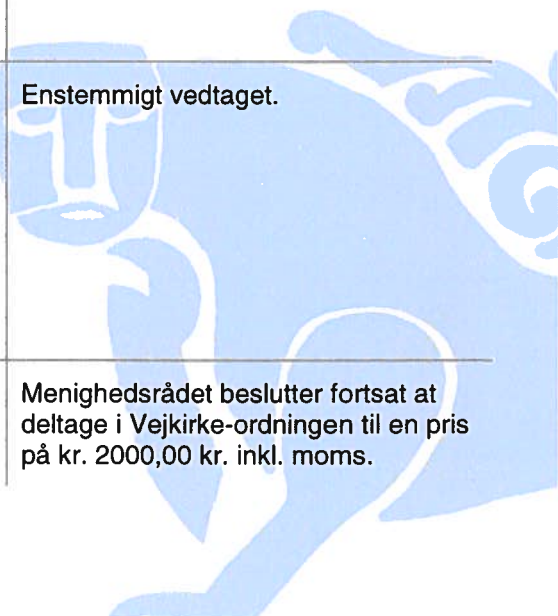 Enstemmigt vedtaget.
Menighedsrådet beslutter fortsat at
deltage i Vejkirke-ordningen til en pris
på kr. 2000,00 kr. inkl. moms.